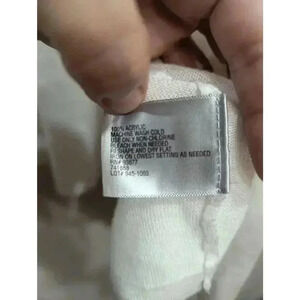 100% ACRYLIC
MACHINE WASH COLD
USE ONLY NON-CHLORINE
BLEACH WHEN NEEDED
RESHAPE AND DRY FLAT
IRON ON LOWEST SETTING AS NEEDED
741658